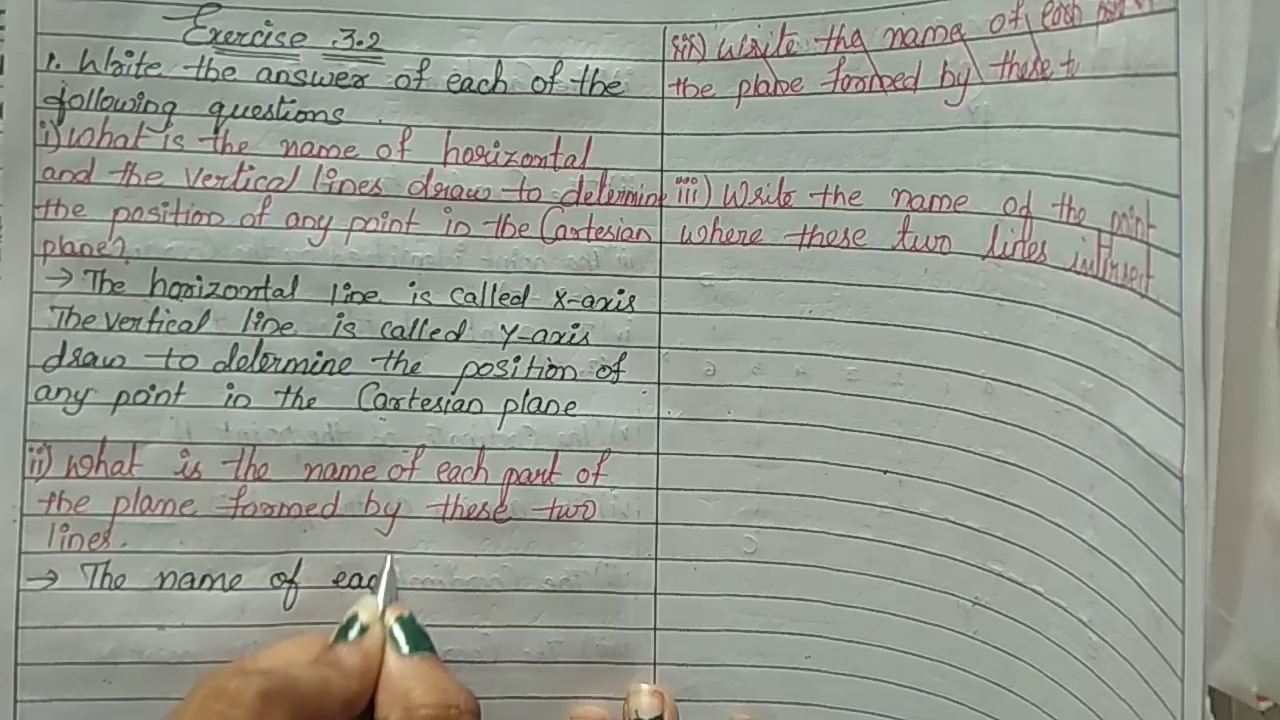 Exercise 3.2
1. Write the answer of each of the
following questions.
i) What is the name of horizontal
and the vertical lines draw to determine
the position of any point in the Cartesian
plane?
→ The horizontal line is called x-axis
The vertical line is called y-axis
draw to determine the position of
any point in the Cartesian plane
ii) What is the name of each part of
the plane formed by these two
lines.
→ The name of eac
iii) Write the name of each
the plane formed by these t
iii) Write the name of the point
where these two lines